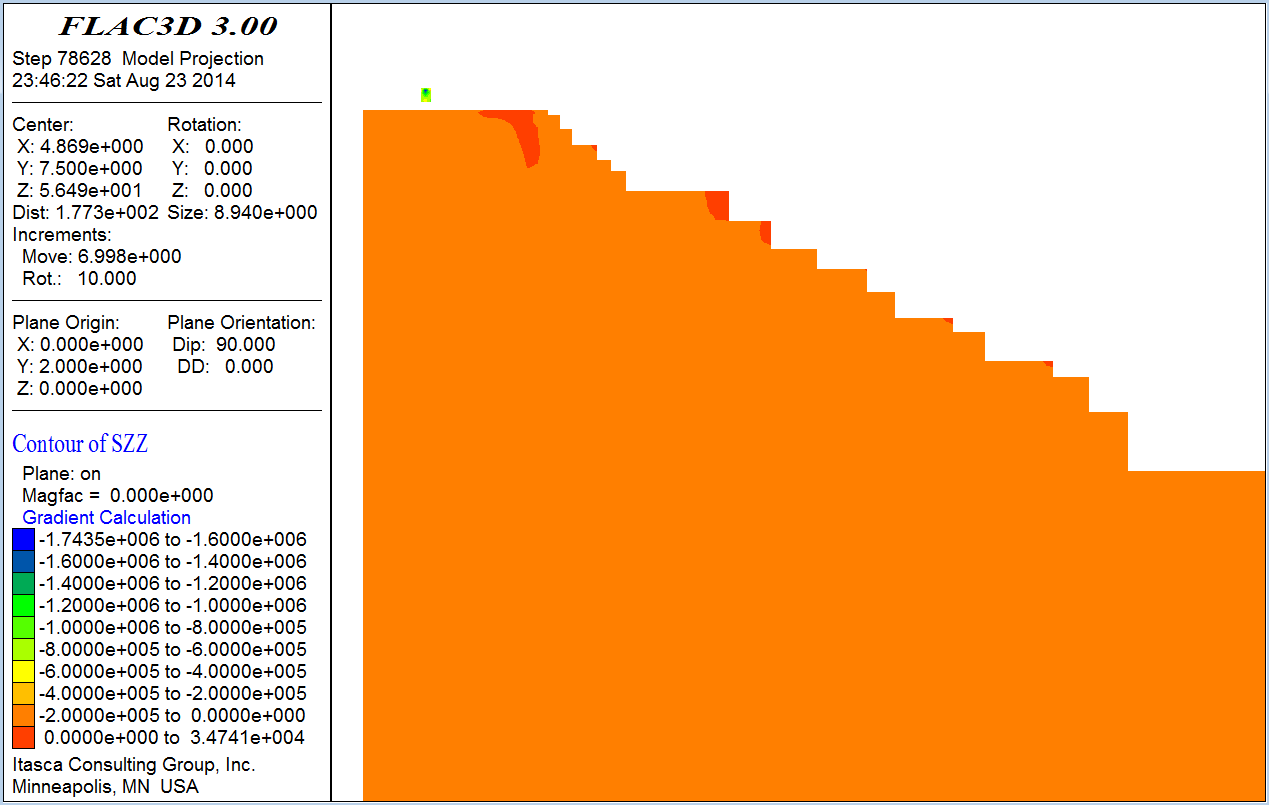 FLAC3D 3.00
Step 78628  Model Projection
23:46:22 Sat Aug 23 2014
Center: Rotation:
X: 4.869e+000 X: 0.000
Y: 7.500e+000 Y: 0.000
Z: 5.649e+001 Z: 0.000
Dist: 1.773e+002 Size: 8.940e+000
Increments:
Move: 6.998e+000
Rot.: 10.000
Plane Origin: Plane Orientation:
X: 0.000e+000 Dip: 90.000
Y: 2.000e+000 DD: 0.000
Z: 0.000e+000
Contour of SZZ
Plane: on
Magfac = 0.000e+000
Gradient Calculation
-1.7435e+006 to -1.6000e+006
-1.6000e+006 to -1.4000e+006
-1.4000e+006 to -1.2000e+006
-1.2000e+006 to -1.0000e+006
-1.0000e+006 to -8.0000e+005
-8.0000e+005 to -6.0000e+005
-6.0000e+005 to -4.0000e+005
-4.0000e+005 to -2.0000e+005
-2.0000e+005 to 0.0000e+000
0.0000e+000 to 3.4741e+004
Itasca Consulting Group, Inc.
Minneapolis, MN USA